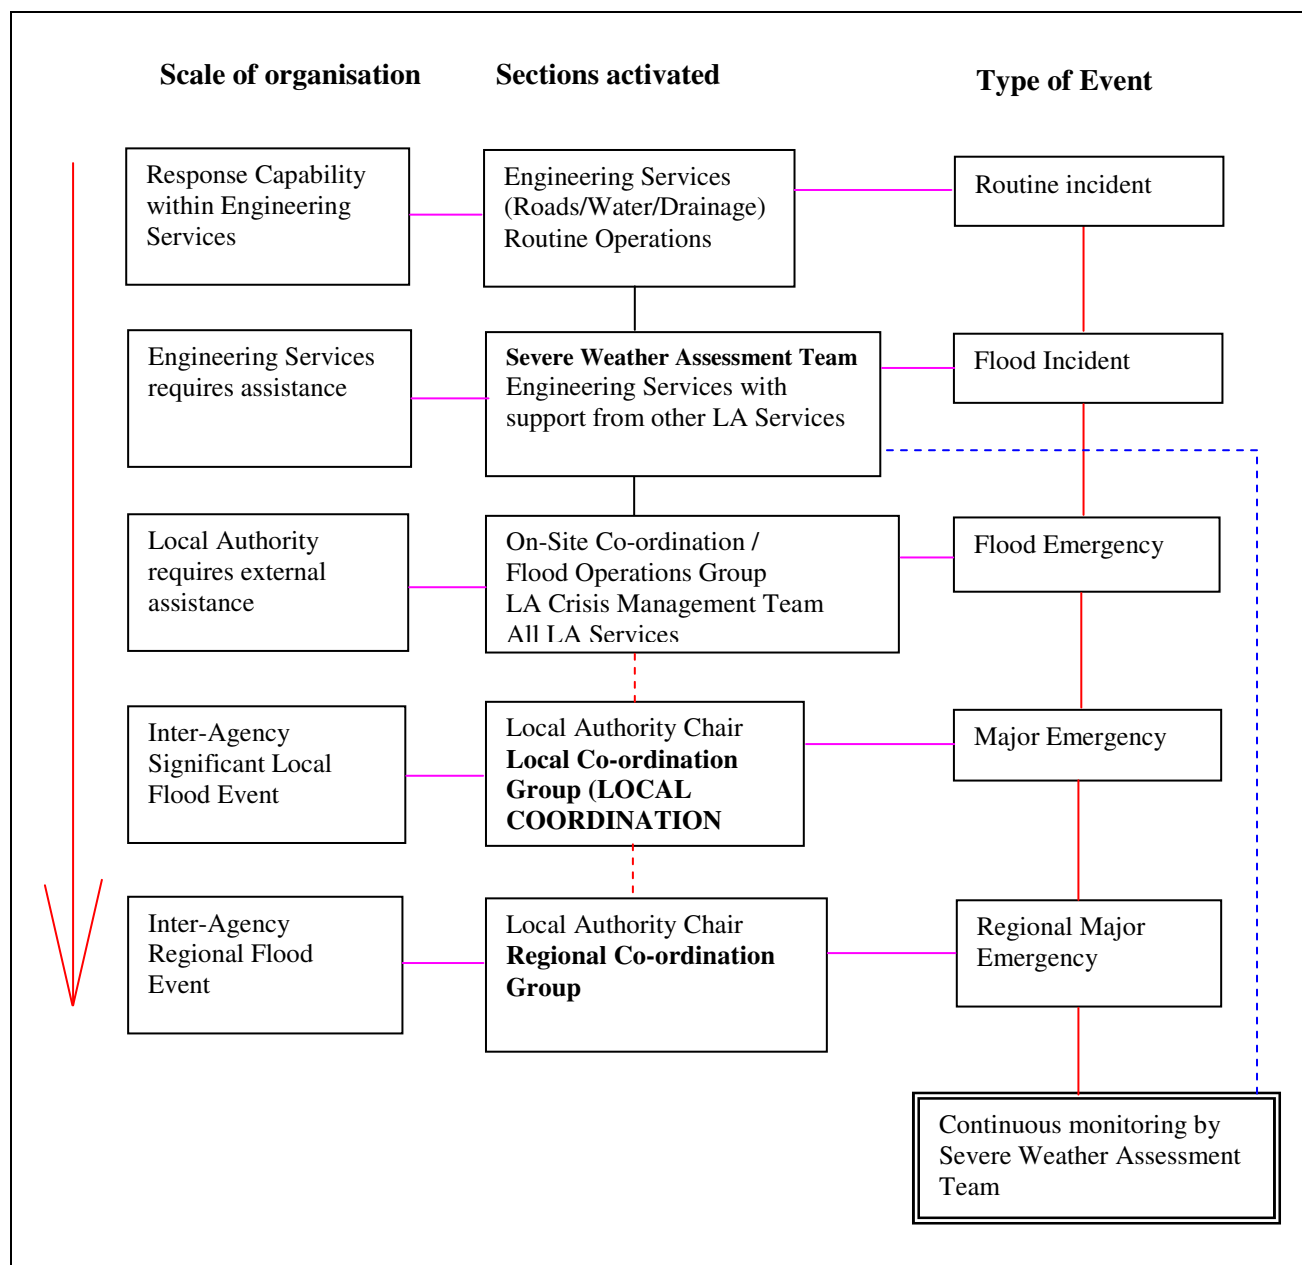 Scale of organisation
Sections activated
Type of Event
Response Capability
within Engineering
Services
Engineering Services
(Roads/Water/Drainage)
Routine Operations
Routine incident
Engineering Services
requires assistance
Severe Weather Assessment Team
Engineering Services with
support from other LA Services
Flood Incident
Local Authority
requires external
assistance
On-Site Co-ordination /
Flood Operations Group
LA Crisis Management Team
All LA Services
Flood Emergency
Inter-Agency
Significant Local
Flood Event
Local Authority Chair
Local Co-ordination
Group (LOCAL
COORDINATION
Major Emergency
Inter-Agency
Regional Flood
Event
Local Authority Chair
Regional Co-ordination
Group
Regional Major
Emergency
Continuous monitoring by
Severe Weather Assessment
Team